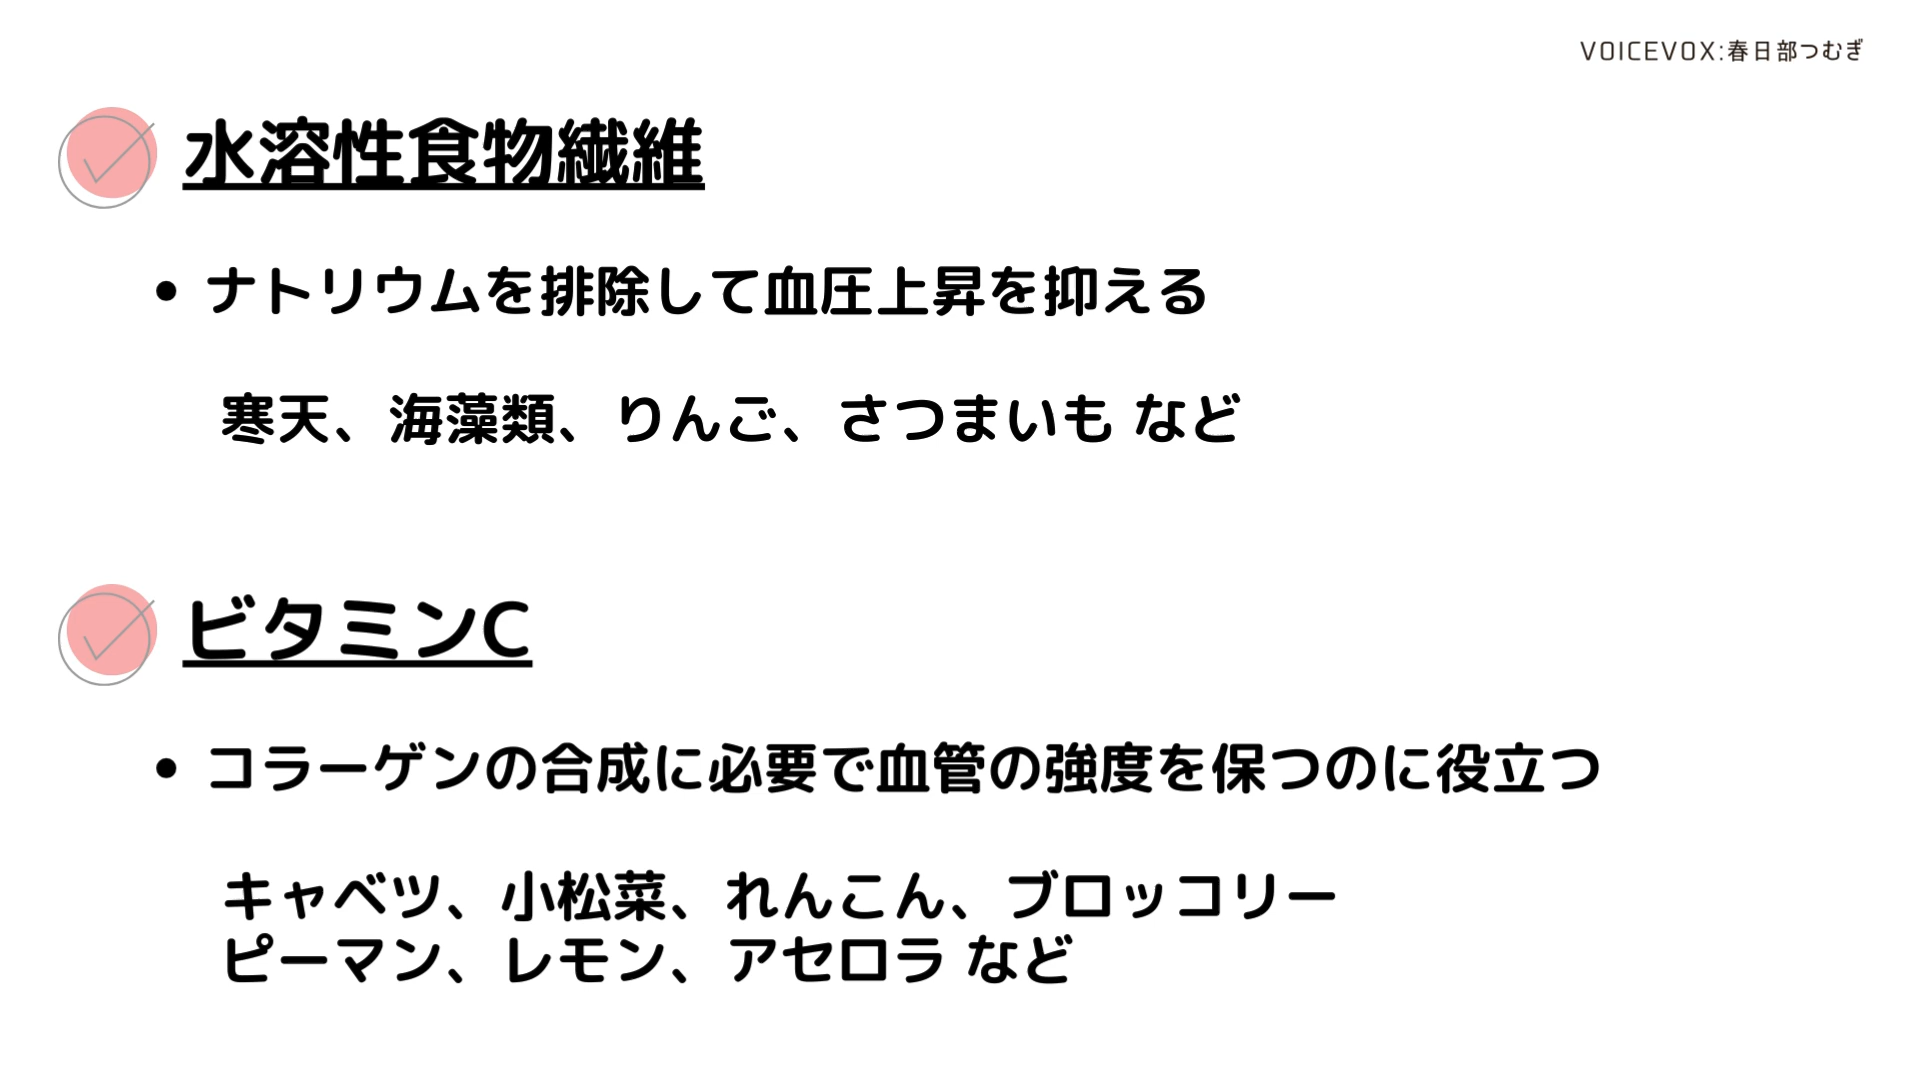 VOICEVOX:春日部つむぎ
水溶性食物繊維
• ナトリウムを排除して血圧上昇を抑える
寒天、海藻類、りんご、さつまいも など
ビタミンC
• コラーゲンの合成に必要で血管の強度を保つのに役立つ
キャベツ、小松菜、れんこん、ブロッコリー
ピーマン、レモン、アセロラ など